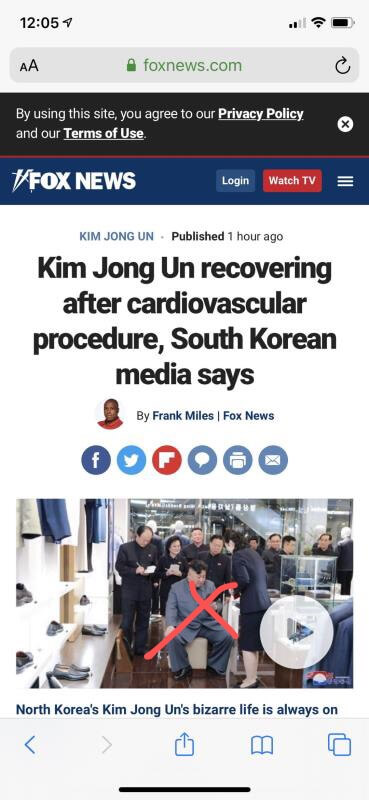 12:05
AA
foxnews.com
By using this site, you agree to our Privacy Policy
and our Terms of Use.
FOX NEWS
Login
Watch TV
KIM JONG UN
Published 1 hour ago
Kim Jong Un recovering
after cardiovascular
procedure, South Korean
media says
By Frank Miles | Fox News
North Korea's Kim Jong Un's bizarre life is always on